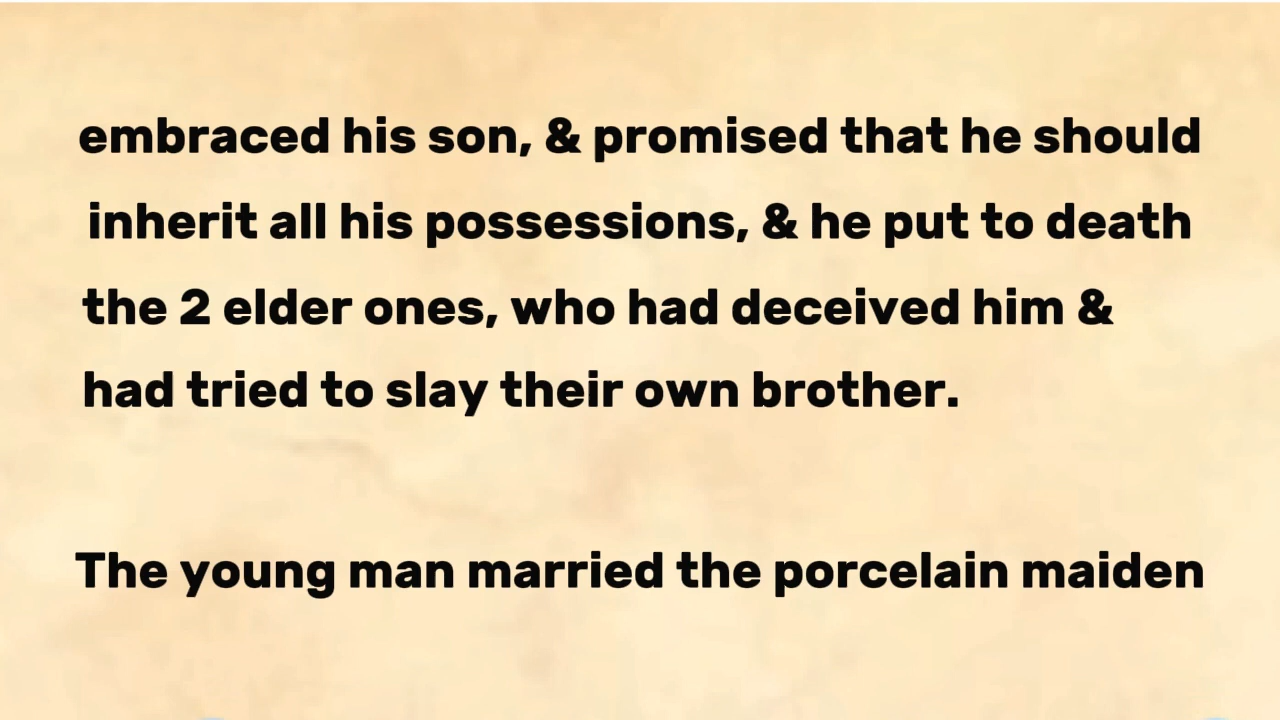 embraced his son, & promised that he should
inherit all his possessions, & he put to death
the 2 elder ones, who had deceived him &
had tried to slay their own brother.
The young man married the porcelain maiden